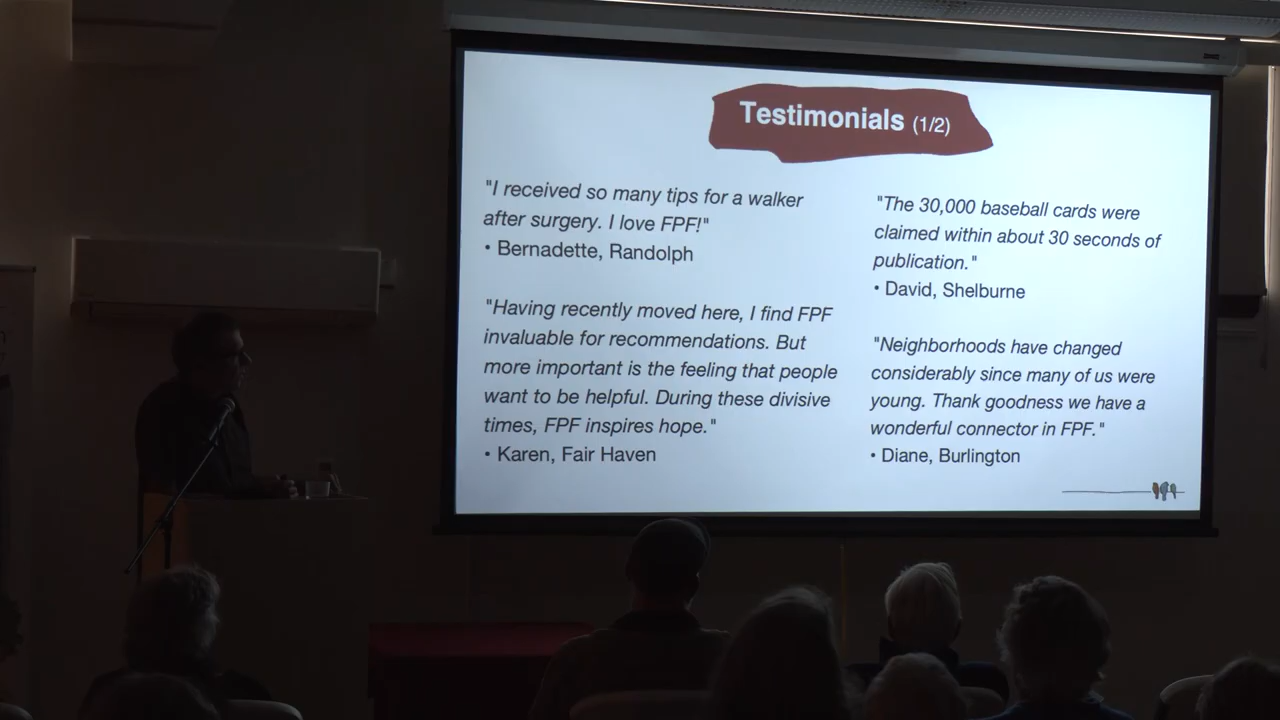 Testimonials (1/2)
"I received so many tips for a walker
after surgery. I love FPF!"
• Bernadette, Randolph
"Having recently moved here, I find FPF
invaluable for recommendations. But
more important is the feeling that people
want to be helpful. During these divisive
times, FPF inspires hope."
• Karen, Fair Haven
"The 30,000 baseball cards were
claimed within about 30 seconds of
publication."
• David, Shelburne
"Neighborhoods have changed
considerably since many of us were
young. Thank goodness we have a
wonderful connector in FPF."
• Diane, Burlington